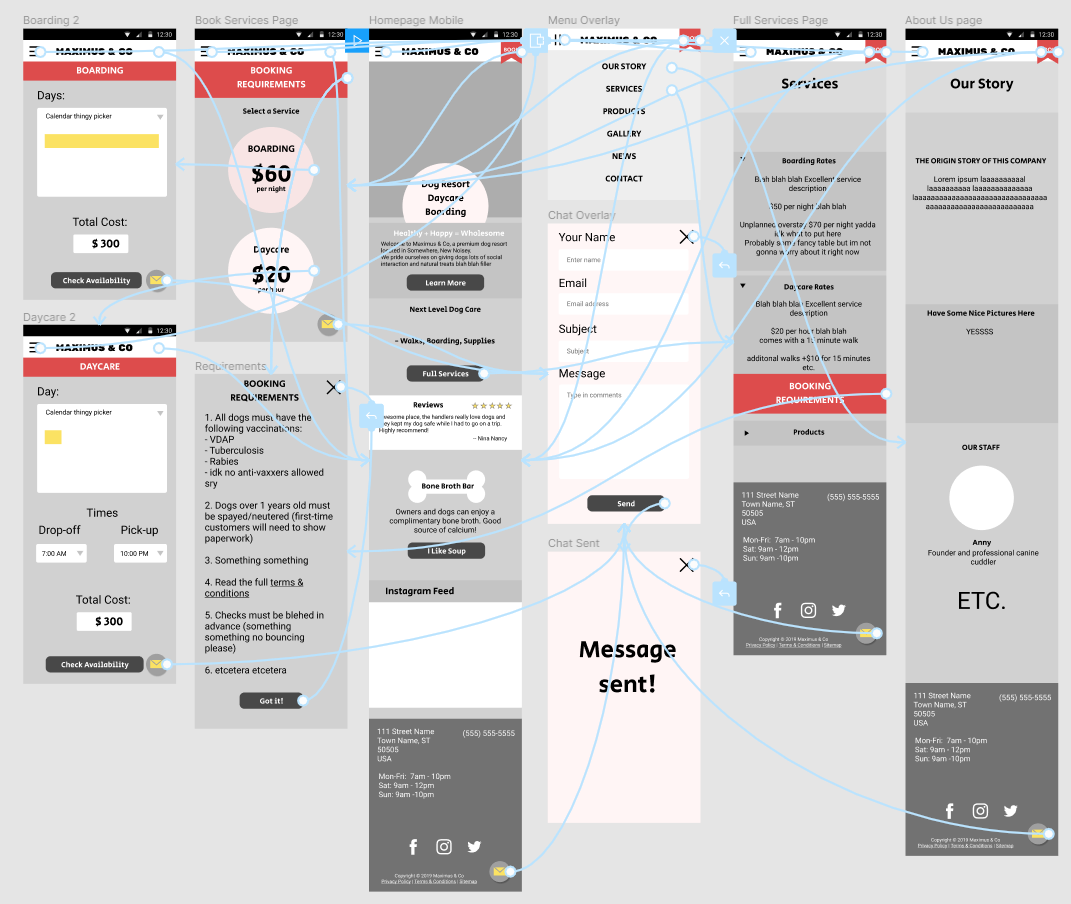 Boarding 2
12:30
MAXIMUS & CO
BOARDING
Days:
Calendar thingy picker
Total Cost:
$ 300
Check Availability
Daycare 2
12:30
MAXIMUS & CO
DAYCARE
Day:
Calendar thingy picker
Times
Drop-off
Pick-up
7:00 AM
10:00 PM
Total Cost:
$ 300
Check Availability
Book Services Page
12:30
MAXIMUS & CO
BOOKING
REQUIREMENTS
Select a Service
BOARDING
$60
per night
Daycare
$20
per hour
Requirements
BOOKING
REQUIREMENTS
1. All dogs must have the
following vaccinations:
- VDAP
- Tuberculosis
- Rabies
- idk no anti-vaxxers allowed
sry
2. Dogs over 1 years old must
be spayed/neutered (first-time
customers will need to show
paperwork)
3. Something something
4. Read the full terms &
conditions
5. Checks must be blehed in
advance (something
something no bouncing
please)
6. etcetera etcetera
Got it!
Homepage Mobile
12:30
MAXIMUS & CO
Dog Resort
Daycare
Boarding
Healthy + Happy = Wholesome
Welcome to Maximus & Co, a premium dog resort
located in Somewhere, New Noisey.
We pride ourselves on giving dogs lots of social
interaction and natural treats blah blah filler
Learn More
Next Level Dog Care
~ Walks, Boarding, Supplies
Full Services
Reviews
Awesome place, the handlers really love dogs and
they kept my dog safe while I had to go on a trip.
Highly recommend!
-- Nina Nancy
Bone Broth Bar
Owners and dogs can enjoy a
complimentary bone broth. Good
source of calcium!
I Like Soup
Instagram Feed
111 Street Name
Town Name, ST
50505
USA
(555) 555-5555
Mon-Fri: 7am - 10pm
Sat: 9am - 12pm
Sun: 9am -10pm
Copyright © 2019 Maximus & Co
Privacy Policy | Terms & Conditions | Sitemap
Menu Overlay
MAXIMUS & CO
OUR STORY
SERVICES
PRODUCTS
GALLERY
NEWS
CONTACT
Chat Overlay
Your Name
Enter name
Email
Email address
Subject
Subject
Message
Type in comments
Send
Chat Sent
Message
sent!
Full Services Page
12:30
MAXIMUS & CO
Services
Boarding Rates
Blah blah blah Excellent service
description
$50 per night blah blah
Unplanned overstay $70 per night yadda
idk what to put here
Probably some fancy table but im not
gonna worry about it right now
Daycare Rates
Blah blah blah Excellent service
description
$20 per hour blah blah
comes with a 15 minute walk
additonal walks +$10 for 15 minutes
etc.
BOOKING
REQUIREMENTS
Products
111 Street Name
Town Name, ST
50505
USA
(555) 555-5555
Mon-Fri: 7am - 10pm
Sat: 9am - 12pm
Sun: 9am -10pm
Copyright © 2019 Maximus & Co
Privacy Policy | Terms & Conditions | Sitemap
About Us page
12:30
MAXIMUS & CO
Our Story
THE ORIGIN STORY OF THIS COMPANY
Have Some Nice Pictures Here
YESSSS
OUR STAFF
Anny
Founder and professional canine
cuddler
ETC.
111 Street Name
Town Name, ST
50505
USA
(555) 555-5555
Mon-Fri: 7am - 10pm
Sat: 9am - 12pm
Sun: 9am -10pm
Copyright © 2019 Maximus & Co
Privacy Policy | Terms & Conditions | Sitemap